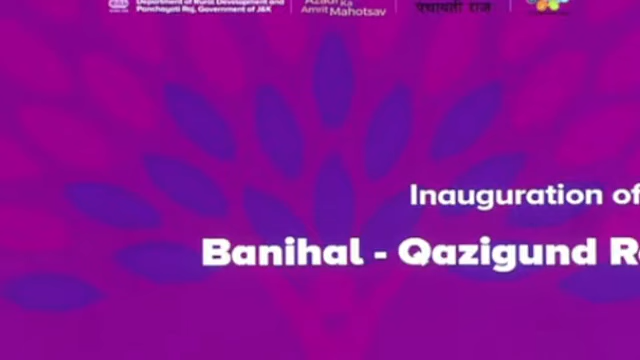 Department of Rural Development and
Panchayati Raj, Government of J&K
Azadi Ka
Amrit Mahotsav
पंचायती राज
Inauguration of
Banihal - Qazigund R